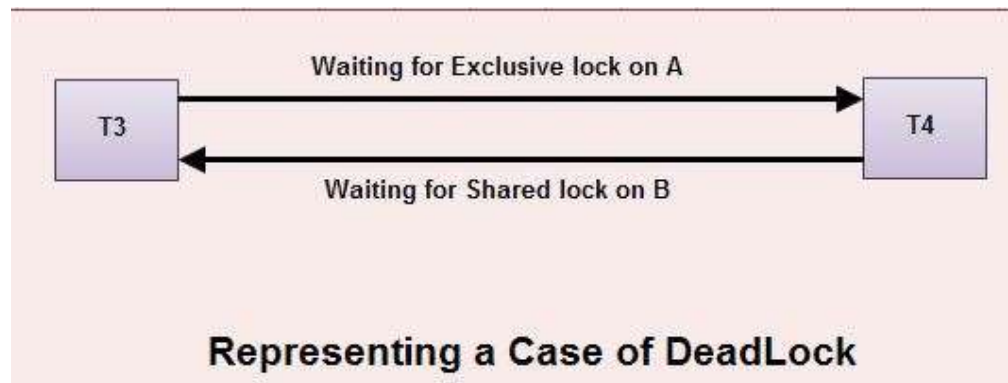 Waiting for Exclusive lock on A
T3
T4
Waiting for Shared lock on B
Representing a Case of DeadLock